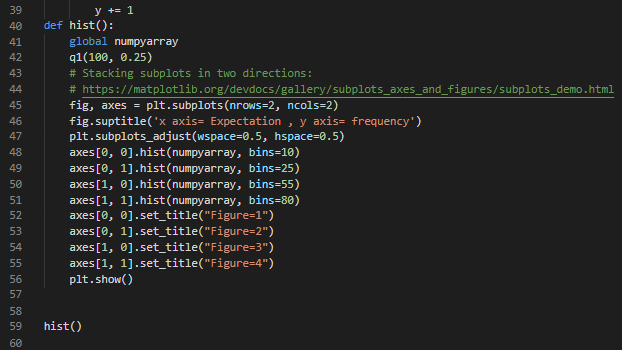 39 y += 1
40 def hist():
41 global numpyarray
42 q1(100, 0.25)
43 # Stacking subplots in two directions:
44 # https://matplotlib.org/devdocs/gallery/subplots_axes_and_figures/subplots_demo.html
45 fig, axes = plt.subplots(nrows=2, ncols=2)
46 fig.suptitle('x axis= Expectation , y axis= frequency')
47 plt.subplots_adjust(wspace=0.5, hspace=0.5)
48 axes[0, 0].hist(numpyarray, bins=10)
49 axes[0, 1].hist(numpyarray, bins=25)
50 axes[1, 0].hist(numpyarray, bins=55)
51 axes[1, 1].hist(numpyarray, bins=80)
52 axes[0, 0].set_title("Figure=1")
53 axes[0, 1].set_title("Figure=2")
54 axes[1, 0].set_title("Figure=3")
55 axes[1, 1].set_title("Figure=4")
56 plt.show()
57
58
59 hist()
60